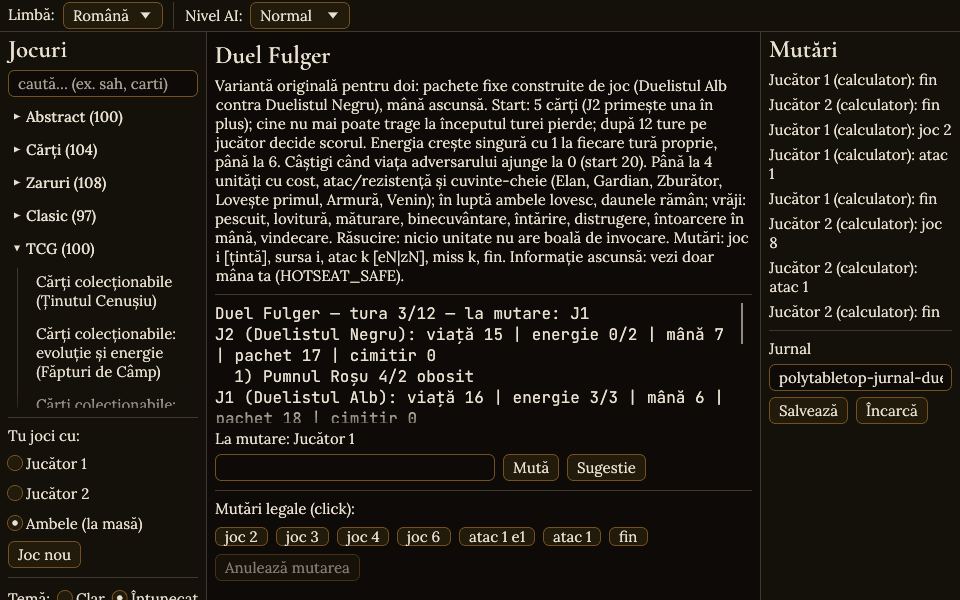 Limbă: Română Nivel AI: Normal
Jocuri
caută... (ex. sah, carti)
Abstract (100)
Cărți (104)
Zaruri (108)
Clasic (97)
TCG (100)
Cărți colecționabile
(Ținutul Cenușiu)
Cărți colecționabile:
evoluție și energie
(Făpturi de Câmp)
Cărți colecționabile:
Tu joci cu:
Jucător 1
Jucător 2
Ambele (la masă)
Joc nou
Temă: Clar Întunecat
Duel Fulger
Variantă originală pentru doi: pachete fixe construite de joc (Duelistul Alb
contra Duelistul Negru), mână ascunsă. Start: 5 cărți (J2 primește una în
plus); cine nu mai poate trage la începutul turei pierde; după 12 ture pe
jucător decide scorul. Energia crește singură cu 1 la fiecare tură proprie,
până la 6. Câștigi când viața adversarului ajunge la 0 (start 20). Până la 4
unități cu cost, atac/rezistență și cuvinte-cheie (Elan, Gardian, Zburător,
Lovește primul, Armură, Venin); în luptă ambele lovesc, daunele rămân; vrăji:
pescuit, lovitură, măturare, binecuvântare, întărire, distrugere, întoarcere în
mână, vindecare. Răsucire: nicio unitate nu are boală de invocare. Mutări: joc
i [țintă], sursa i, atac k [eN|zN], miss k, fin. Informație ascunsă: vezi doar
mâna ta (HOTSEAT_SAFE).
Duel Fulger — tura 3/12 — la mutare: J1
J2 (Duelistul Negru): viață 15 | energie 0/2 | mână 7
| pachet 17 | cimitir 0
1) Pumnul Roșu 4/2 obosit
J1 (Duelistul Alb): viață 16 | energie 3/3 | mână 6 |
pachet 18 | cimitir 0
La mutare: Jucător 1
Mută Sugestie
Mutări legale (click):
joc 2 joc 3 joc 4 joc 6 atac 1 e1 atac 1 fin
Anulează mutarea
Mutări
Jucător 1 (calculator): fin
Jucător 2 (calculator): fin
Jucător 1 (calculator): joc 2
Jucător 1 (calculator): atac
1
Jucător 1 (calculator): fin
Jucător 2 (calculator): joc
8
Jucător 2 (calculator):
atac 1
Jucător 2 (calculator): fin
Jurnal
polytabletop-jurnal-due
Salvează Încarcă